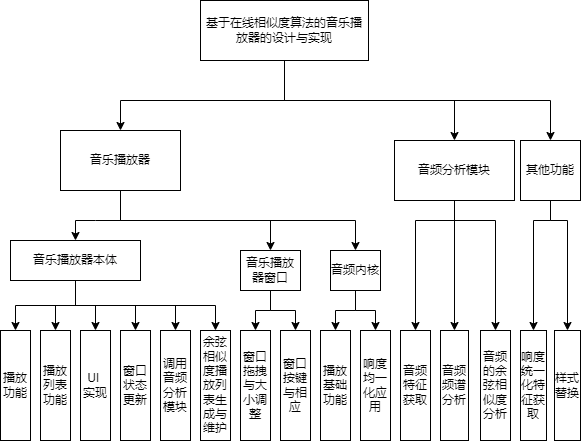 基于在线相似度算法的音乐播
放器的设计与实现
音乐播放器
音频分析模块
其他功能
音乐播放器本体
音乐播放
器窗口
音频内核
播放
功能
播放
列表
功能
UI
实现
窗口
状态
更新
调用
音频
分析
模块
余弦
相似
度播
放列
表生
成与
维护
窗口
拖拽
与大
小调
整
窗口
按键
与相
应
播放
基础
功能
响度
均一
化应
用
音频
特征
获取
音频
频谱
分析
音频
的余
弦相
似度
分析
响度
统一
化特
征获
取
样式
替换